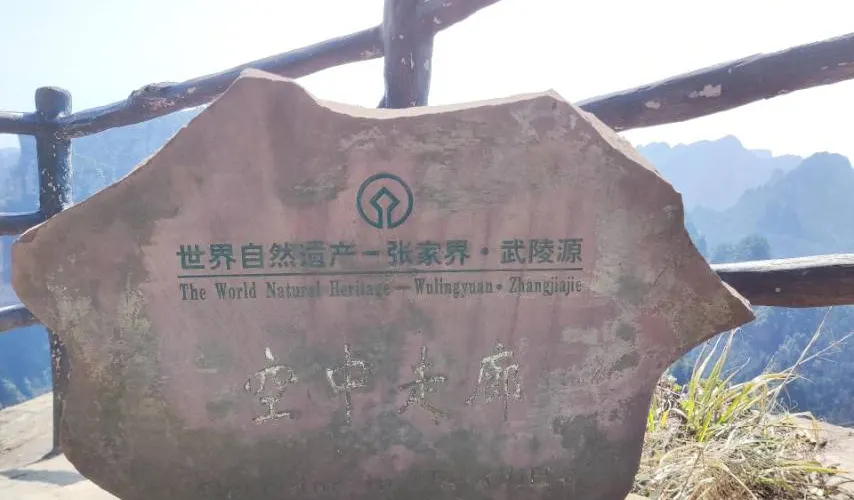 世界自然遗产－张家界·武陵源
The World Natural Heritage—Wulingyuan·Zhangjiajie
空中走廊